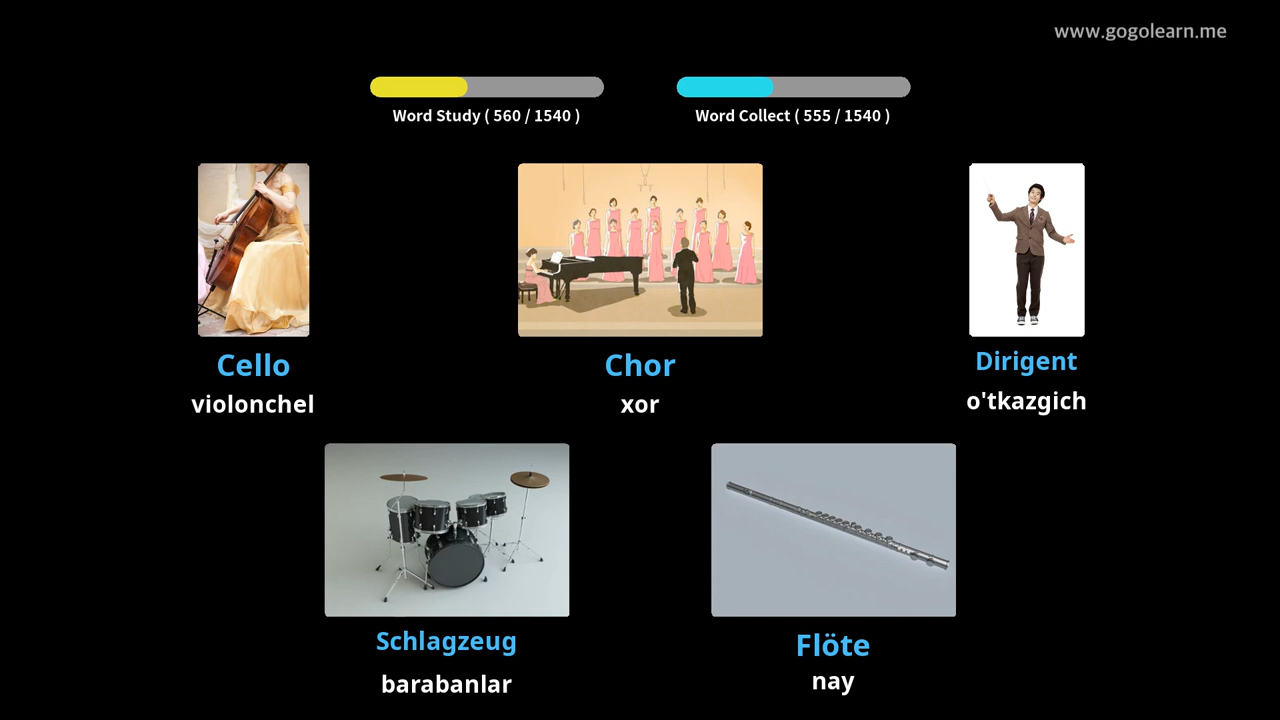 www.gogolearn.me
Word Study ( 560 / 1540 )
Word Collect ( 555 / 1540 )
Cello
violonchel
Chor
xor
Dirigent
o'tkazgich
Schlagzeug
barabanlar
Flöte
nay